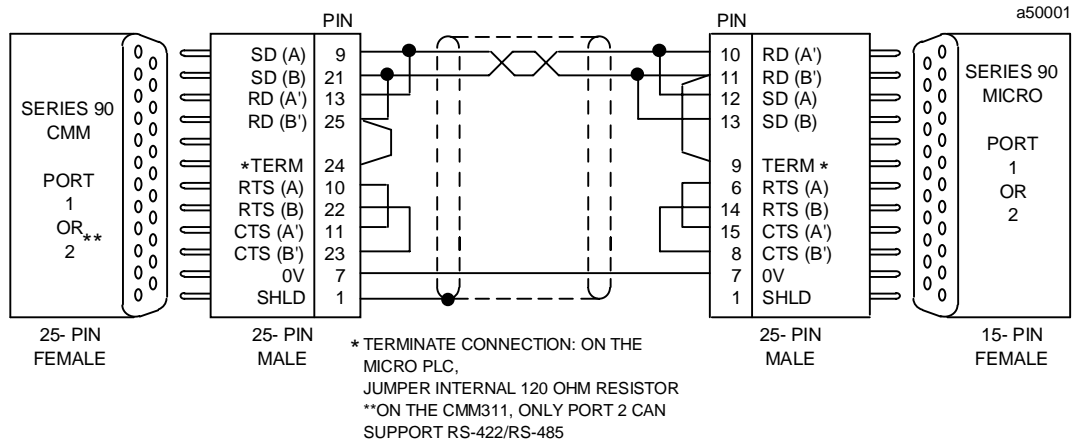 a50001
PIN
PIN
SERIES 90
CMM
PORT
1
OR
2 **
SD (A) 9
SD (B) 21
RD (A') 13
RD (B') 25
*TERM 24
RTS (A) 10
RTS (B) 22
CTS (A') 11
CTS (B') 23
0V 7
SHLD 1
10 RD (A')
11 RD (B')
12 SD (A)
13 SD (B)
9 TERM *
6 RTS (A)
14 RTS (B)
15 CTS (A')
8 CTS (B')
7 0V
1 SHLD
SERIES 90
MICRO
PORT
1
OR
2
25- PIN
FEMALE
25- PIN
MALE
25- PIN
MALE
15- PIN
FEMALE
* TERMINATE CONNECTION: ON THE
MICRO PLC,
JUMPER INTERNAL 120 OHM RESISTOR
**ON THE CMM311, ONLY PORT 2 CAN
SUPPORT RS-422/RS-485